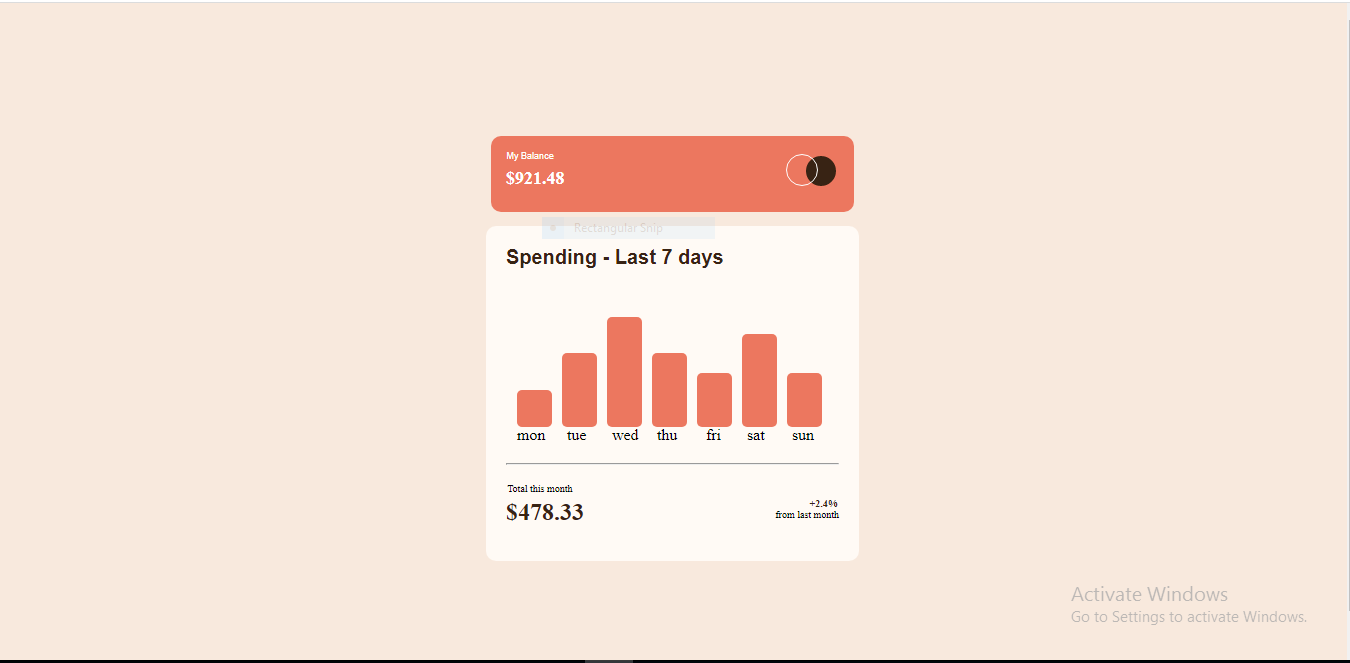 My Balance
$921.48
Rectangular Snip
Spending - Last 7 days
mon tue wed thu fri sat sun
Total this month
$478.33
+2.4%
from last month
Activate Windows
Go to Settings to activate Windows.